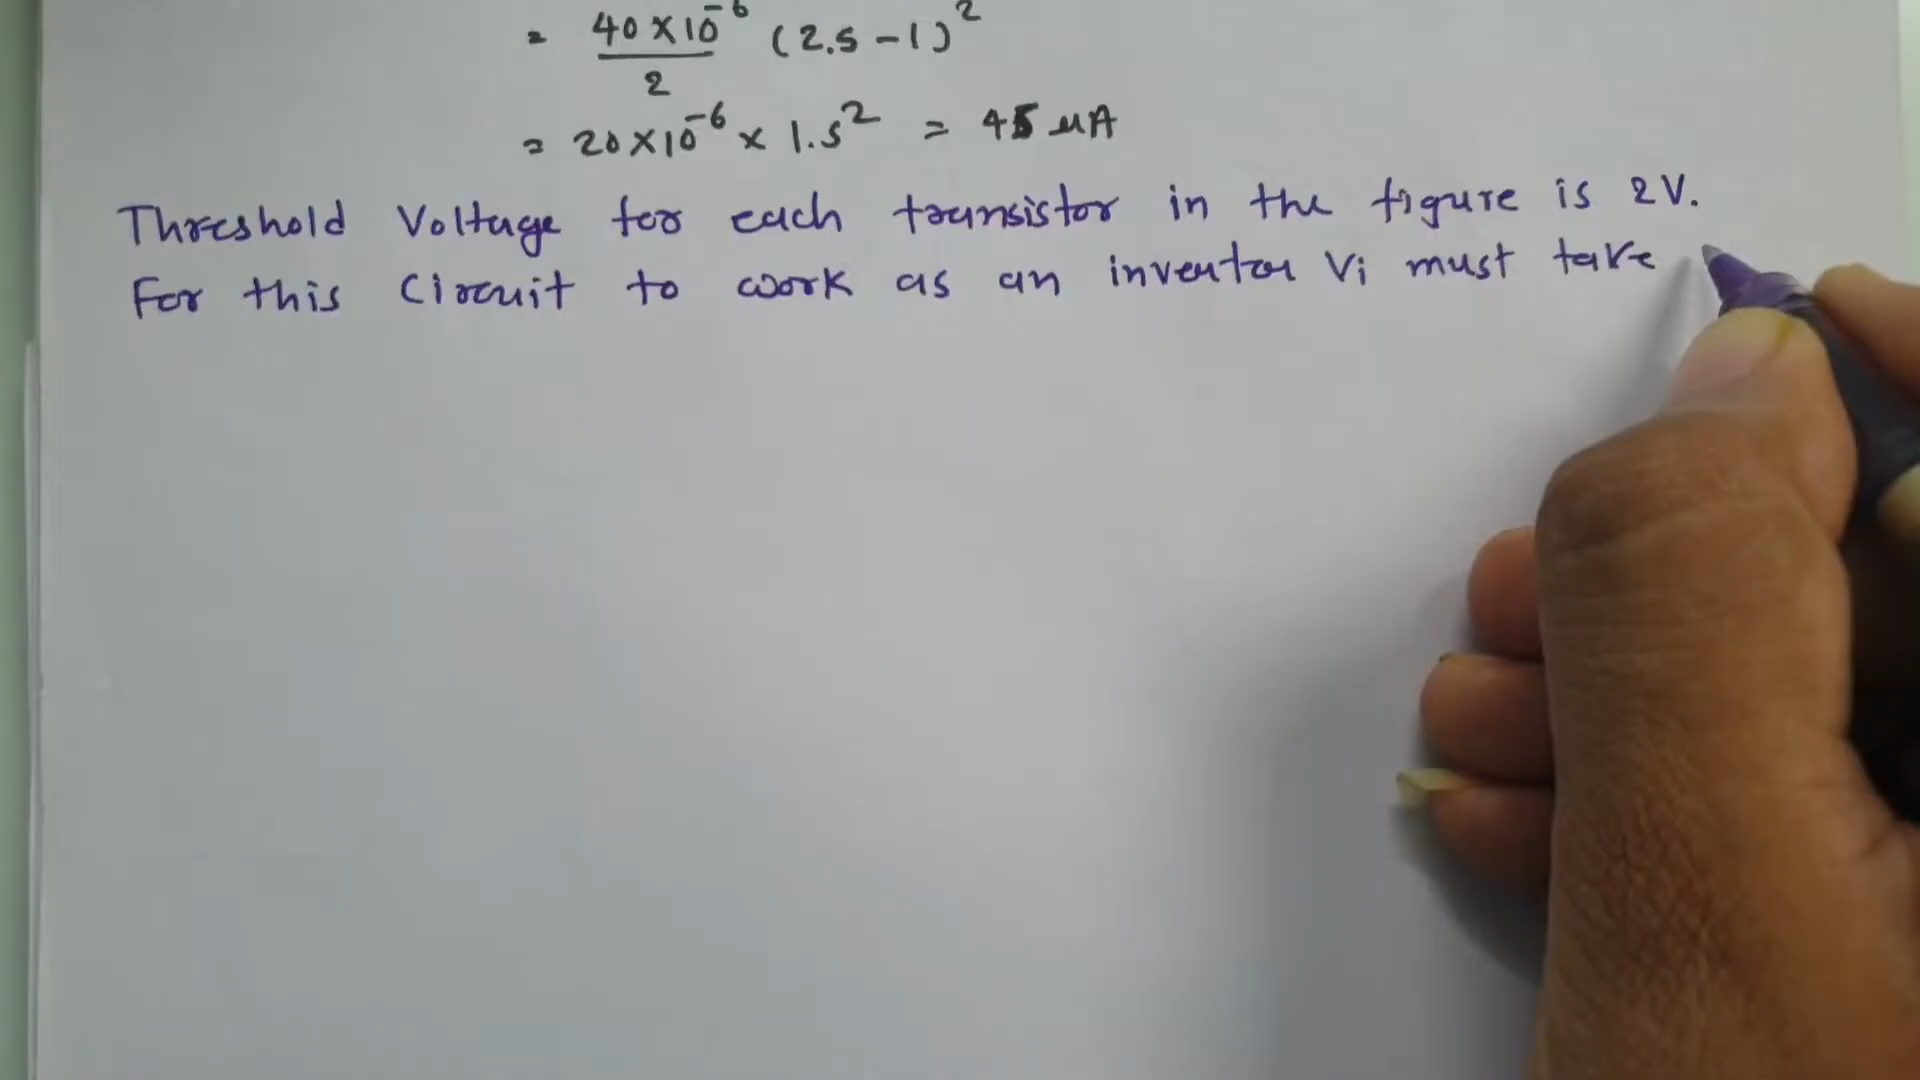 = 40×10⁻⁶/2 (2.5-1)²
= 20×10⁻⁶ × 1.5² = 45 μA
Threshold Voltage for each transistor in the figure is 2V.
For this Circuit to work as an inventor Vi must take